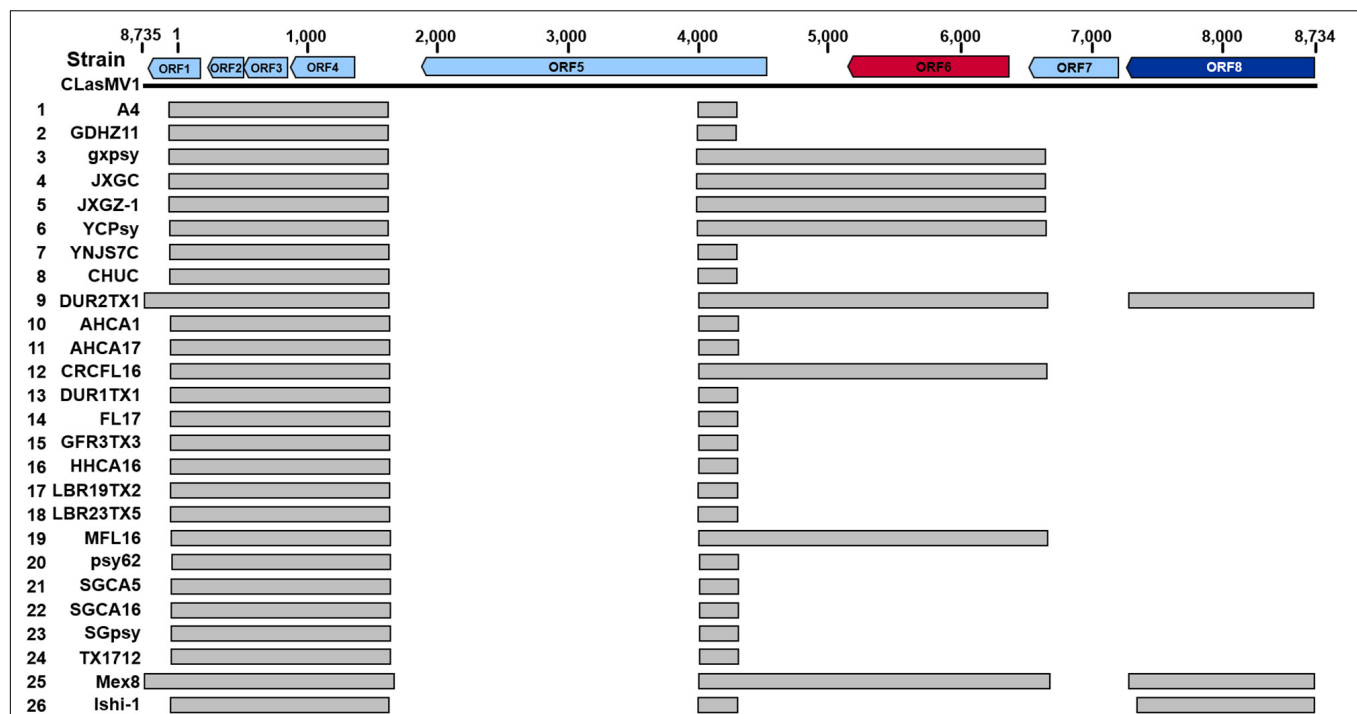 8,735 1 1,000 2,000 3,000 4,000 5,000 6,000 7,000 8,000 8,734
Strain ORF1 ORF2 ORF3 ORF4 ORF5 ORF6 ORF7 ORF8
CLasMV1
1 A4
2 GDHZ11
3 gxpsy
4 JXGC
5 JXGZ-1
6 YCPsy
7 YNJS7C
8 CHUC
9 DUR2TX1
10 AHCA1
11 AHCA17
12 CRCFL16
13 DUR1TX1
14 FL17
15 GFR3TX3
16 HHCA16
17 LBR19TX2
18 LBR23TX5
19 MFL16
20 psy62
21 SGCA5
22 SGCA16
23 SGpsy
24 TX1712
25 Mex8
26 Ishi-1